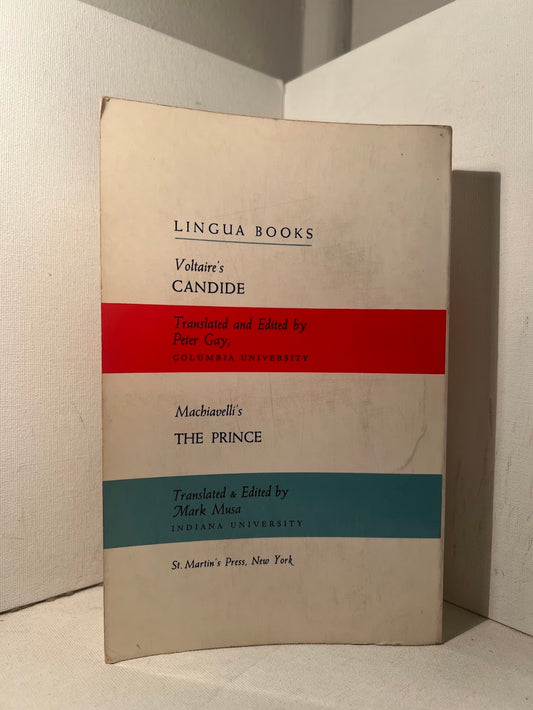 LINGUA BOOKS
Voltaire's
CANDIDE
Translated and Edited by
Peter Gay,
COLUMBIA UNIVERSITY
Machiavelli's
THE PRINCE
Translated & Edited by
Mark Musa
INDIANA UNIVERSITY
St. Martin's Press, New York